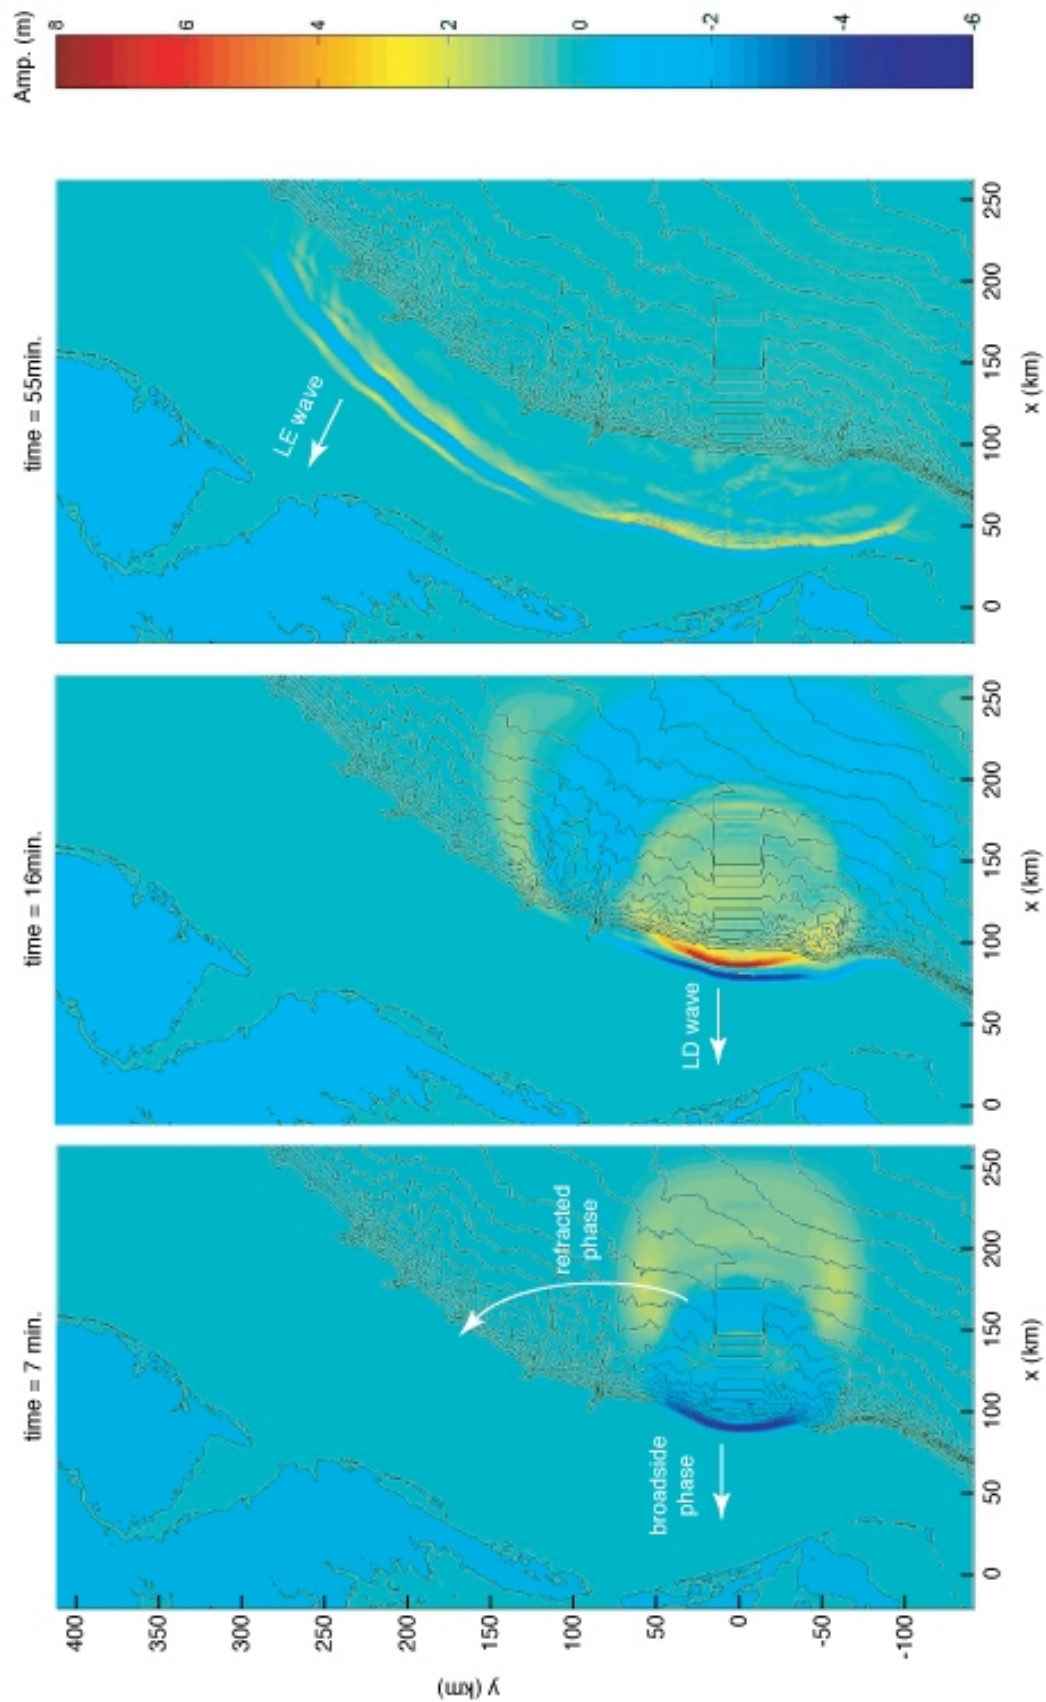 Amp. (m)
8
6
4
2
0
-2
-4
-6
time = 7 min.
broadside
phase
refracted
phase
400
350
300
250
200
150
100
50
0
-50
-100
y (km)
0
50
100
150
200
250
x (km)
time = 16min.
LD wave
0
50
100
150
200
250
x (km)
time = 55min.
LE wave
0
50
100
150
200
250
x (km)